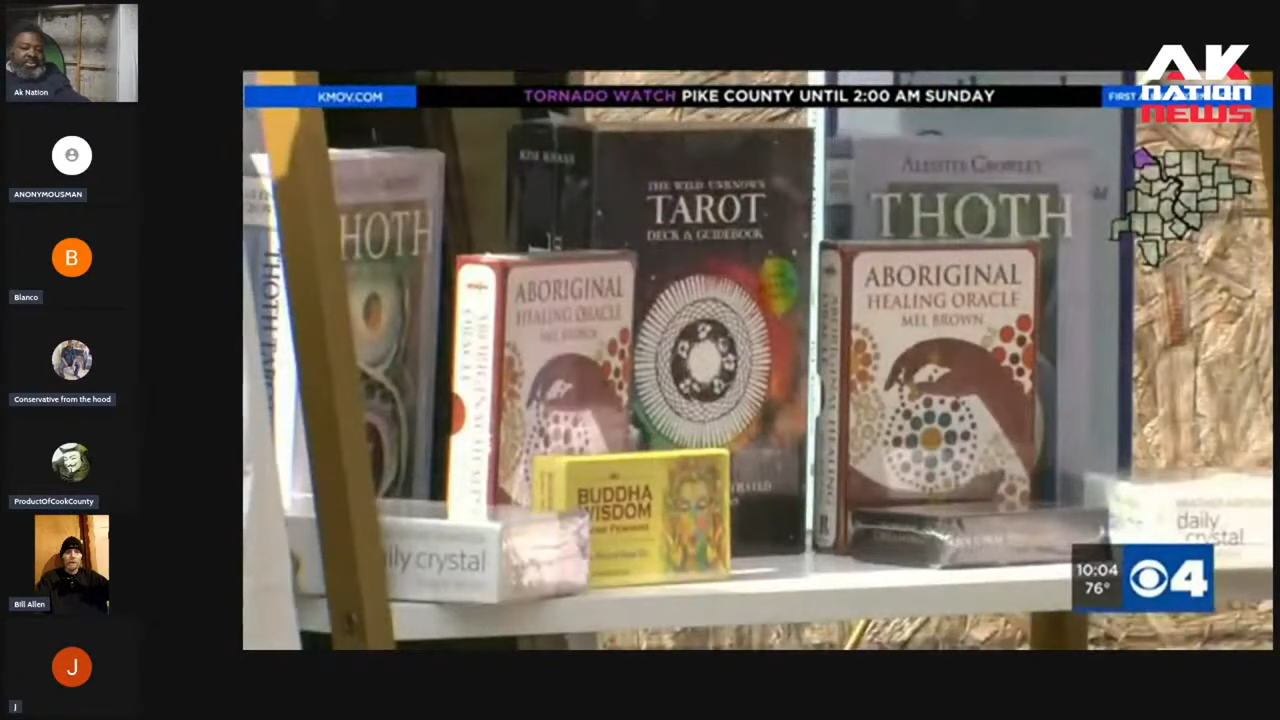 Ak Nation
ANONYMOUSMAN
B
Blanco
Conservative from the hood
ProductOfCookCounty
Bill Allen
J
J
KMOV.COM
TORNADO WATCH PIKE COUNTY UNTIL 2:00 AM SUNDAY
FIRST
AK
NATION
NEWS
THOTH
THE WILD UNKNOWN
TAROT
DECK & GUIDEBOOK
KIM KRANS
ALEISTER CROWLEY
THOTH
ABORIGINAL
HEALING ORACLE
MEL BROWN
ABORIGINAL
HEALING ORACLE
MEL BROWN
BUDDHA
WISDOM
daily crystal
daily
crystal
10:04
76°
4